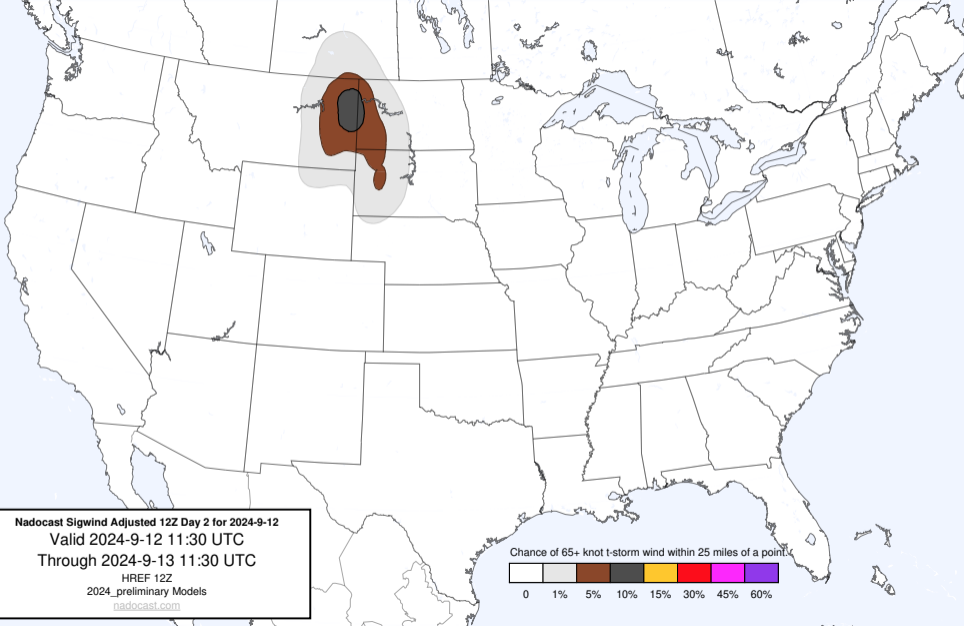 Nadocast Sigwind Adjusted 12Z Day 2 for 2024-9-12
Valid 2024-9-12 11:30 UTC
Through 2024-9-13 11:30 UTC
HREF 12Z
2024_preliminary Models
nadocast.com
Chance of 65+ knot t-storm wind within 25 miles of a point.
0 1% 5% 10% 15% 30% 45% 60%